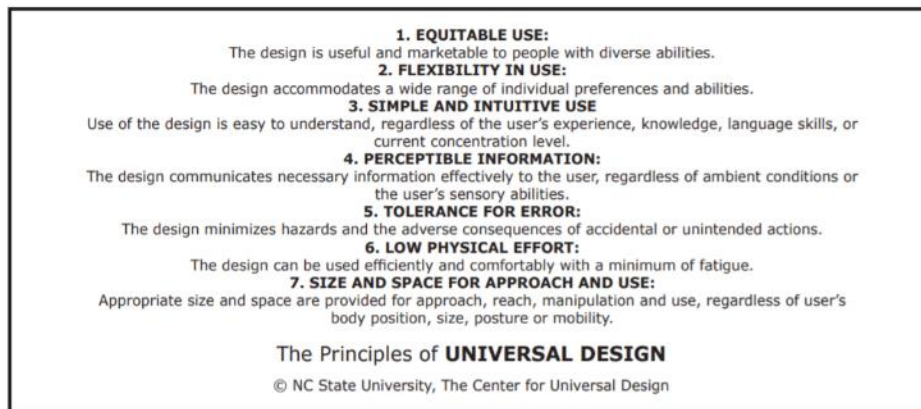 1. EQUITABLE USE:
The design is useful and marketable to people with diverse abilities.
2. FLEXIBILITY IN USE:
The design accommodates a wide range of individual preferences and abilities.
3. SIMPLE AND INTUITIVE USE
Use of the design is easy to understand, regardless of the user's experience, knowledge, language skills, or
current concentration level.
4. PERCEPTIBLE INFORMATION:
The design communicates necessary information effectively to the user, regardless of ambient conditions or
the user's sensory abilities.
5. TOLERANCE FOR ERROR:
The design minimizes hazards and the adverse consequences of accidental or unintended actions.
6. LOW PHYSICAL EFFORT:
The design can be used efficiently and comfortably with a minimum of fatigue.
7. SIZE AND SPACE FOR APPROACH AND USE:
Appropriate size and space are provided for approach, reach, manipulation and use, regardless of user's
body position, size, posture or mobility.
The Principles of UNIVERSAL DESIGN
© NC State University, The Center for Universal Design